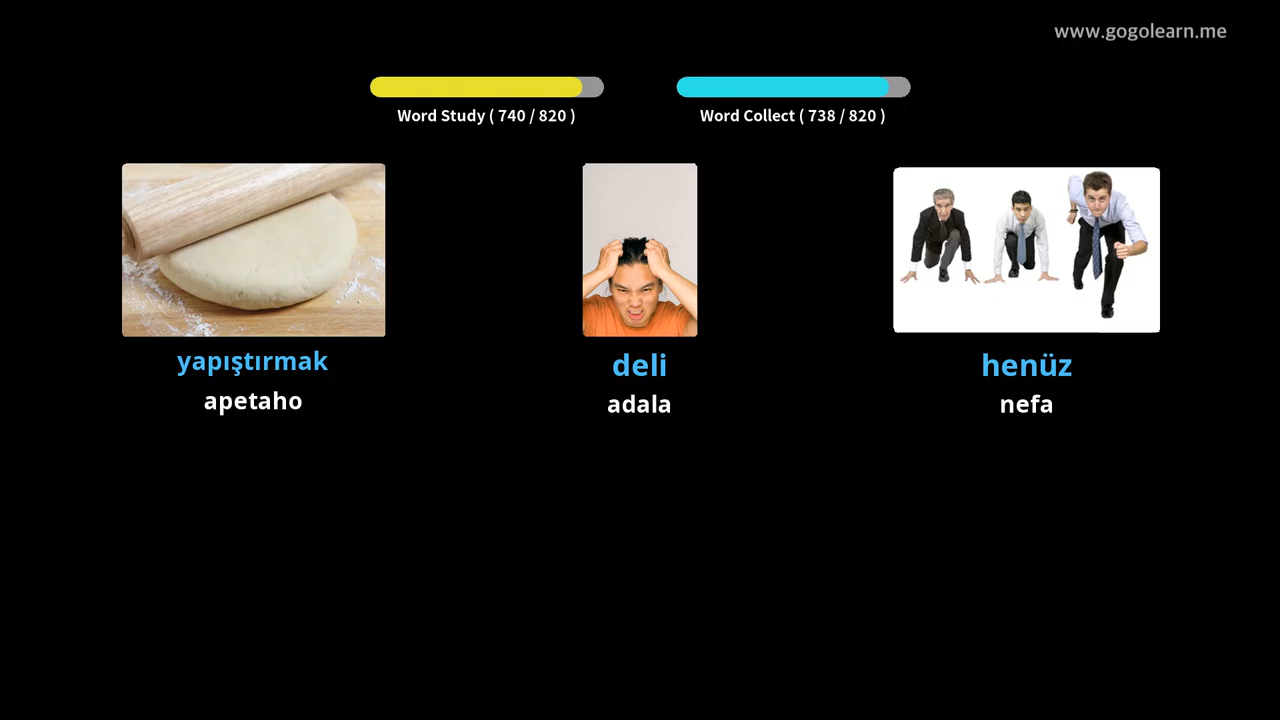 www.gogolearn.me
Word Study ( 740 / 820 )
Word Collect ( 738 / 820 )
yapıştırmak
apetaho
deli
adala
henüz
nefa